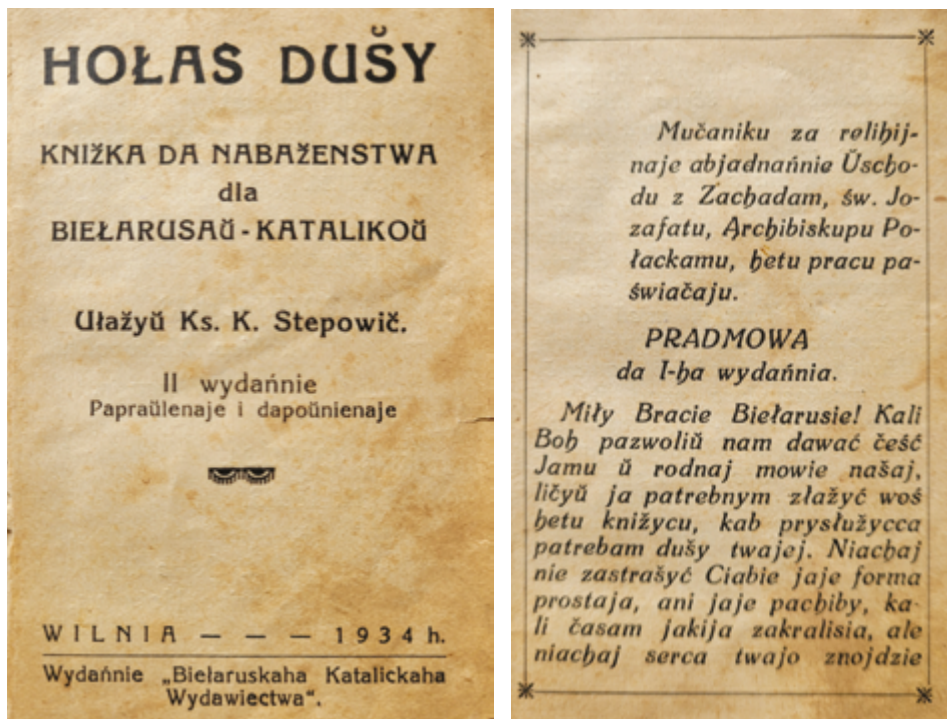 HOŁAS DUŠY
KNIŽKA DA NABAŽENSTWA
dla
BIEŁARUSAŬ - KATALIKOŬ
Ułažyŭ Ks. K. Stepowič.
II wydańnie
Papraŭlenaje i dapoŭnienaje
WILNIA — — — 1934 h.
Wydańnie „Biełaruskaha Katalickaha
Wydawiectwa“.
Mučaniku za relihij-
naje abjadnańnie Ŭscho-
du z Zachadam, św. Jo-
zafatu, Archibiskupu Po-
łackamu, hetu pracu pa-
świačaju.
PRADMOWA
da I-ha wydańnia.
Miły Bracie Biełarusie! Kali
Boh pazwoliŭ nam dawać čeść
Jamu ŭ rodnaj mowie našaj,
ličyŭ ja patrebnym złažyć woś
hetu knižycu, kab prysłužycca
patrebam dušy twajej. Niachaj
nie zastrašyć Ciabie jaje forma
prostaja, ani jaje pachiby, ka-
li časam jakija zakralisia, ale
niachaj serca twajo znojdzie